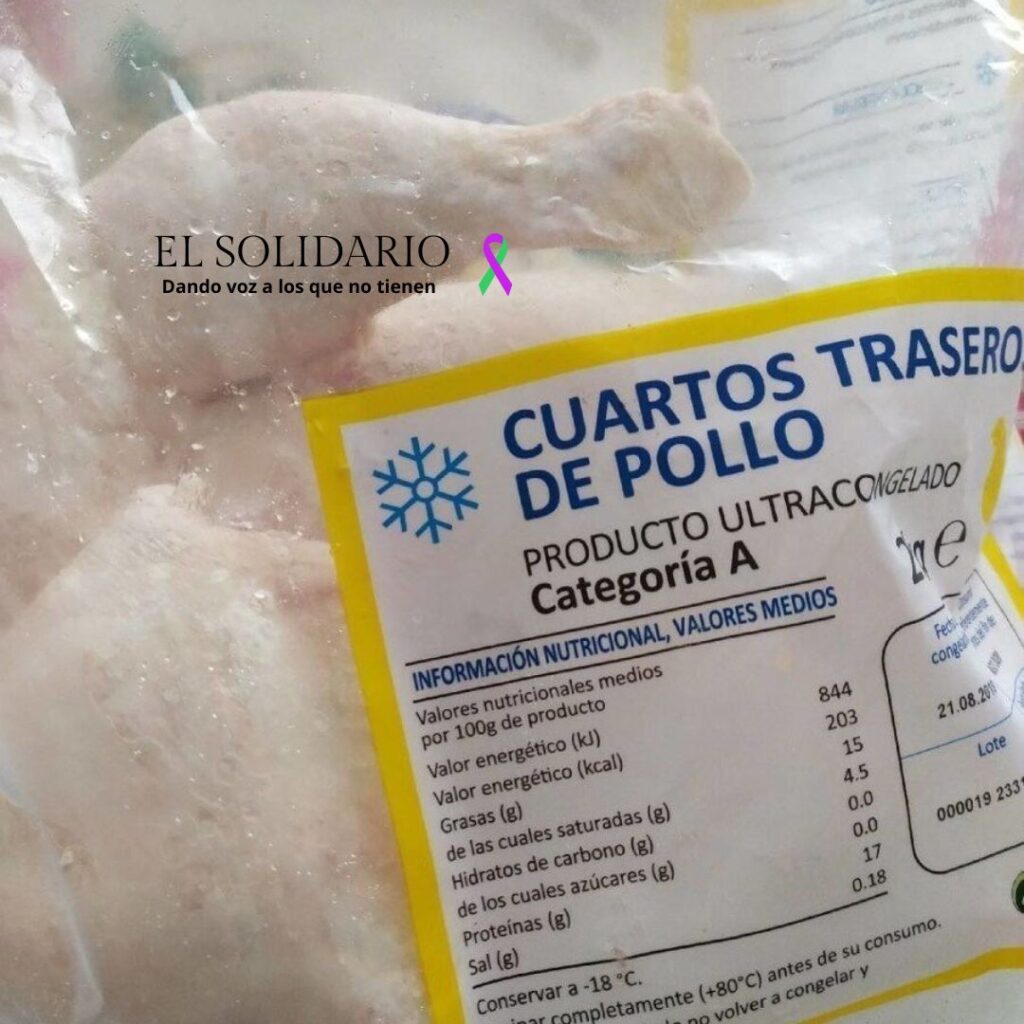 EL SOLIDARIO
Dando voz a los que no tienen
CUARTOS TRASERO
DE POLLO
PRODUCTO ULTRACONGELADO
Categoría A
INFORMACIÓN NUTRICIONAL, VALORES MEDIOS
Valores nutricionales medios
por 100g de producto
Valor energético (kJ) 844
Valor energético (kcal) 203
Grasas (g) 15
de las cuales saturadas (g) 4.5
Hidratos de carbono (g) 0.0
de los cuales azúcares (g) 0.0
Proteínas (g) 17
Sal (g) 0.18
Conservar a -18 °C.
completamente (+80°C) antes de su consumo.
no volver a congelar y
21.08.201
Lote
000019 2331